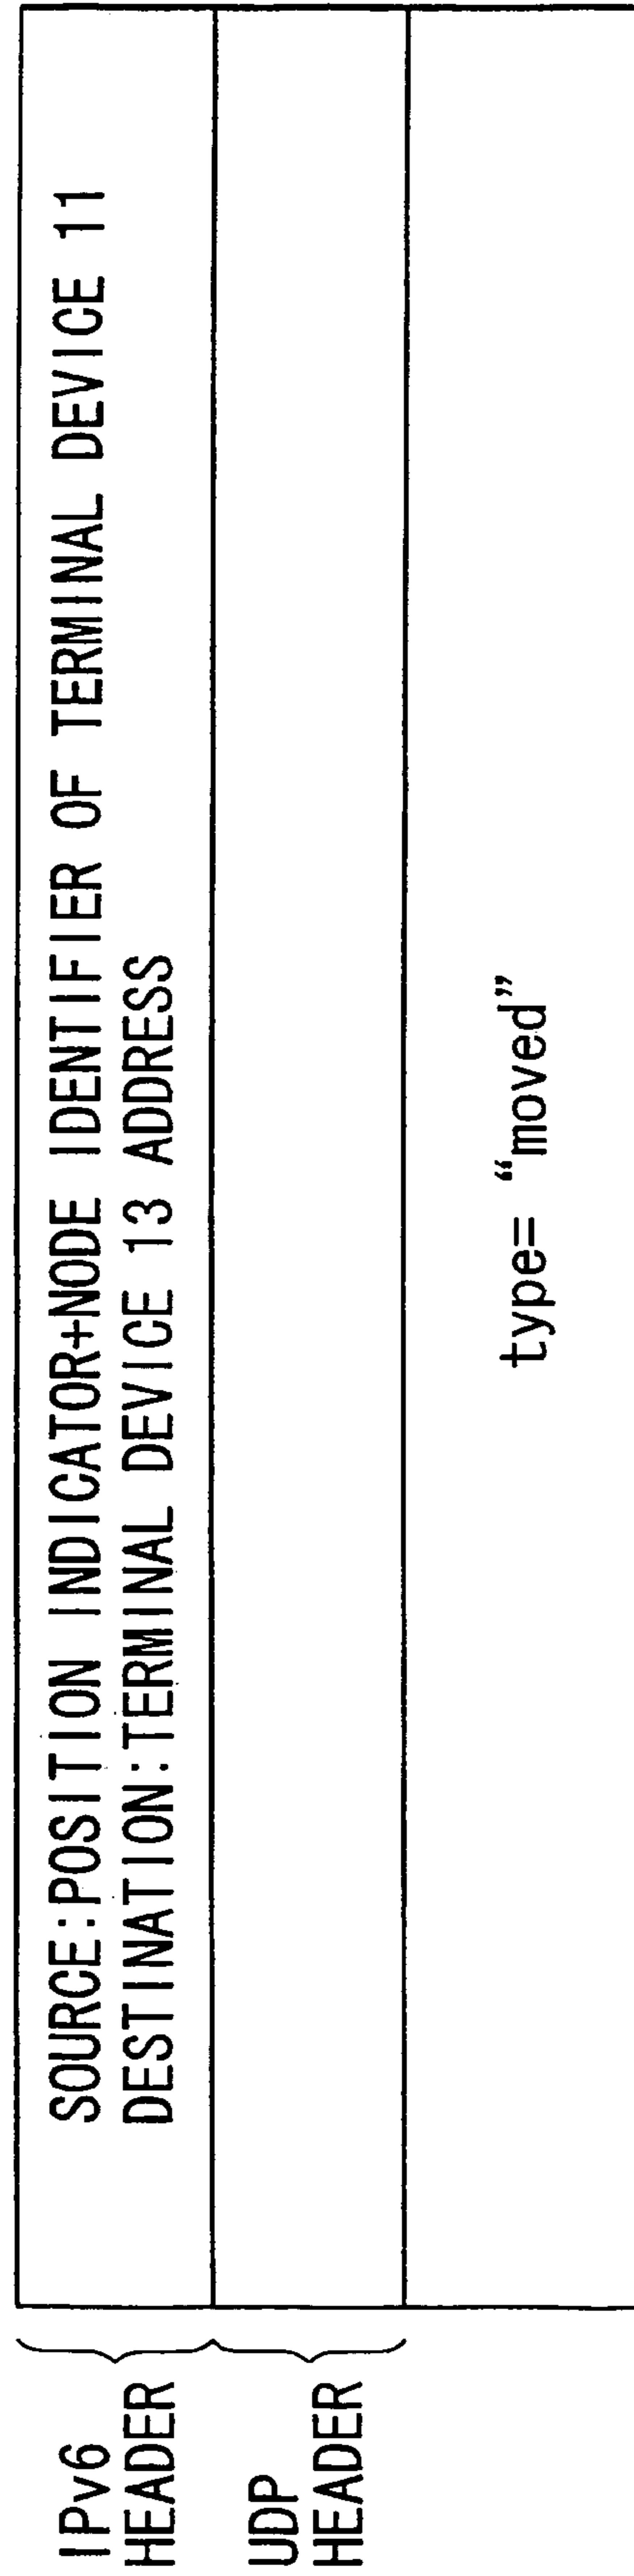 IPv6
HEADER
SOURCE:POSITION INDICATOR+NODE IDENTIFIER OF TERMINAL DEVICE 11
DESTINATION:TERMINAL DEVICE 13 ADDRESS
UDP
HEADER
type= “moved”